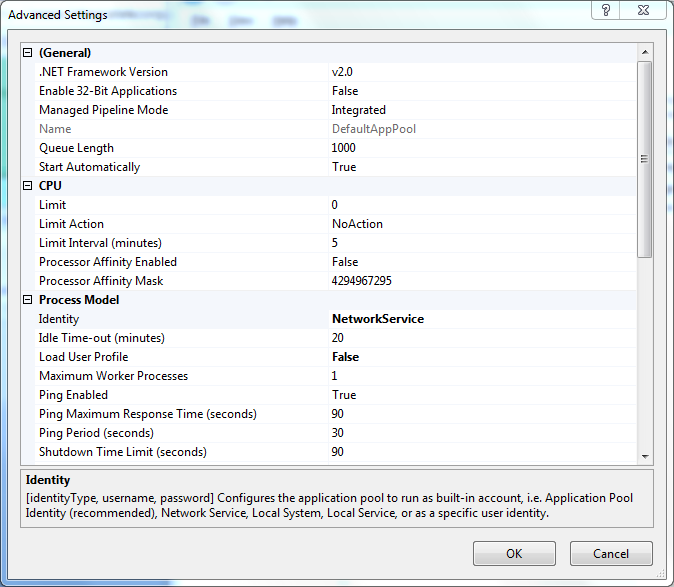 Advanced Settings
(General)
.NET Framework Version v2.0
Enable 32-Bit Applications False
Managed Pipeline Mode Integrated
Name DefaultAppPool
Queue Length 1000
Start Automatically True
CPU
Limit 0
Limit Action NoAction
Limit Interval (minutes) 5
Processor Affinity Enabled False
Processor Affinity Mask 4294967295
Process Model
Identity NetworkService
Idle Time-out (minutes) 20
Load User Profile False
Maximum Worker Processes 1
Ping Enabled True
Ping Maximum Response Time (seconds) 90
Ping Period (seconds) 30
Shutdown Time Limit (seconds) 90
Identity
[identityType, username, password] Configures the application pool to run as built-in account, i.e. Application Pool
Identity (recommended), Network Service, Local System, Local Service, or as a specific user identity.
OK Cancel